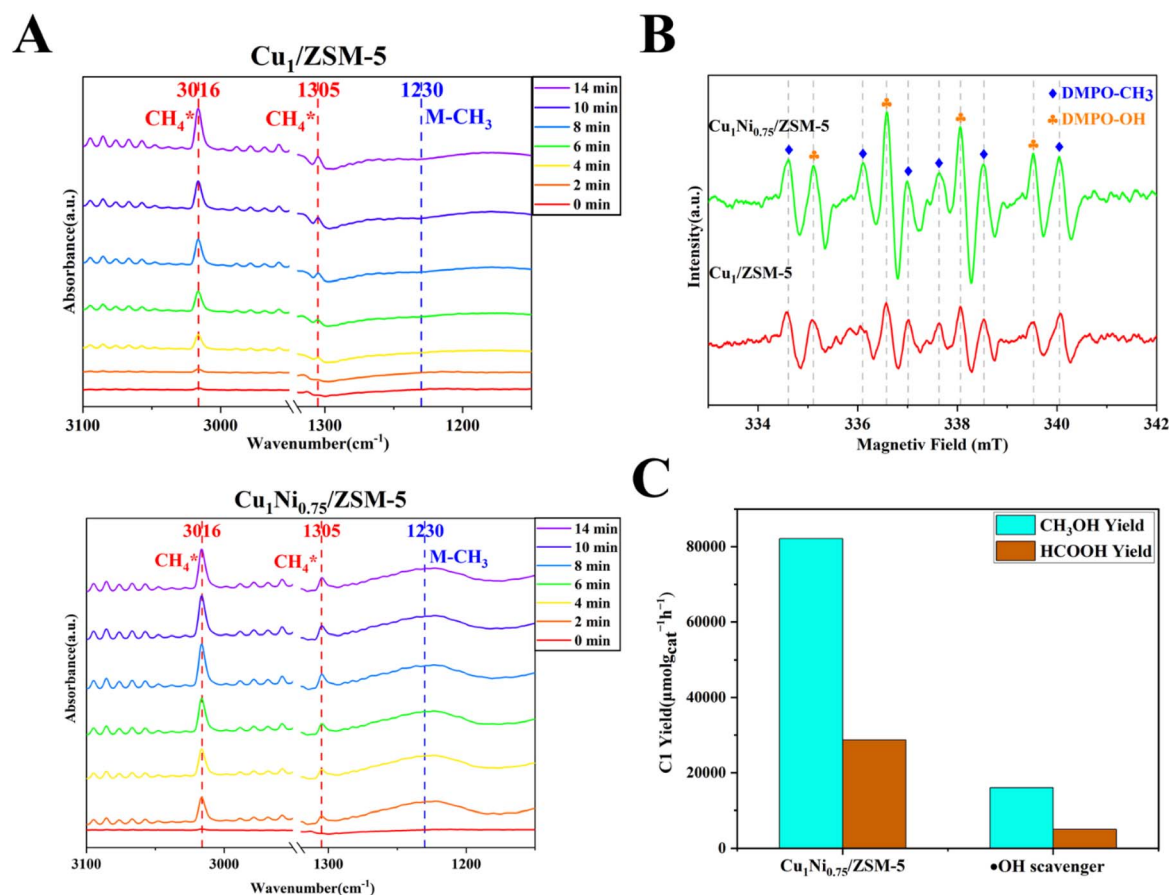 A
Cu₁/ZSM-5
3016
1305
1230
CH₄*
CH₄*
M-CH₃
14 min
10 min
8 min
6 min
4 min
2 min
0 min
Absorbance(a.u.)
3100
3000
1300
1200
Wavenumber(cm⁻¹)
Cu₁Ni₀.₇₅/ZSM-5
3016
1305
1230
CH₄*
CH₄*
M-CH₃
14 min
10 min
8 min
6 min
4 min
2 min
0 min
Absorbance(a.u.)
3100
3000
1300
1200
Wavenumber(cm⁻¹)
B
♦ DMPO-CH₃
♣ DMPO-OH
Cu₁Ni₀.₇₅/ZSM-5
Cu₁/ZSM-5
Intensity(a.u.)
334
336
338
340
342
Magnetiv Field (mT)
C
CH₃OH Yield
HCOOH Yield
C1 Yield(μmolg_cat⁻¹h⁻¹)
80000
60000
40000
20000
0
Cu₁Ni₀.₇₅/ZSM-5
•OH scavenger